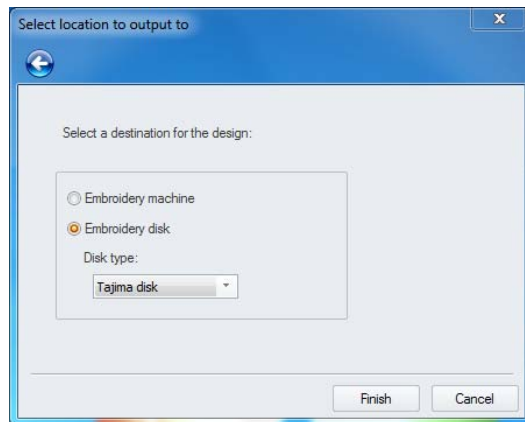 Select location to output to
Select a destination for the design:
Embroidery machine
Embroidery disk
Disk type:
Tajima disk
Finish
Cancel